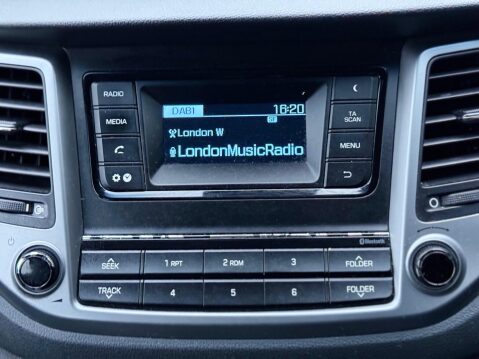 RADIO
MEDIA
DAB1 16:20
London W
LondonMusicRadio
TA
SCAN
MENU
Bluetooth
SEEK
1 RPT
2 RDM
3
FOLDER
TRACK
4
5
6
FOLDER